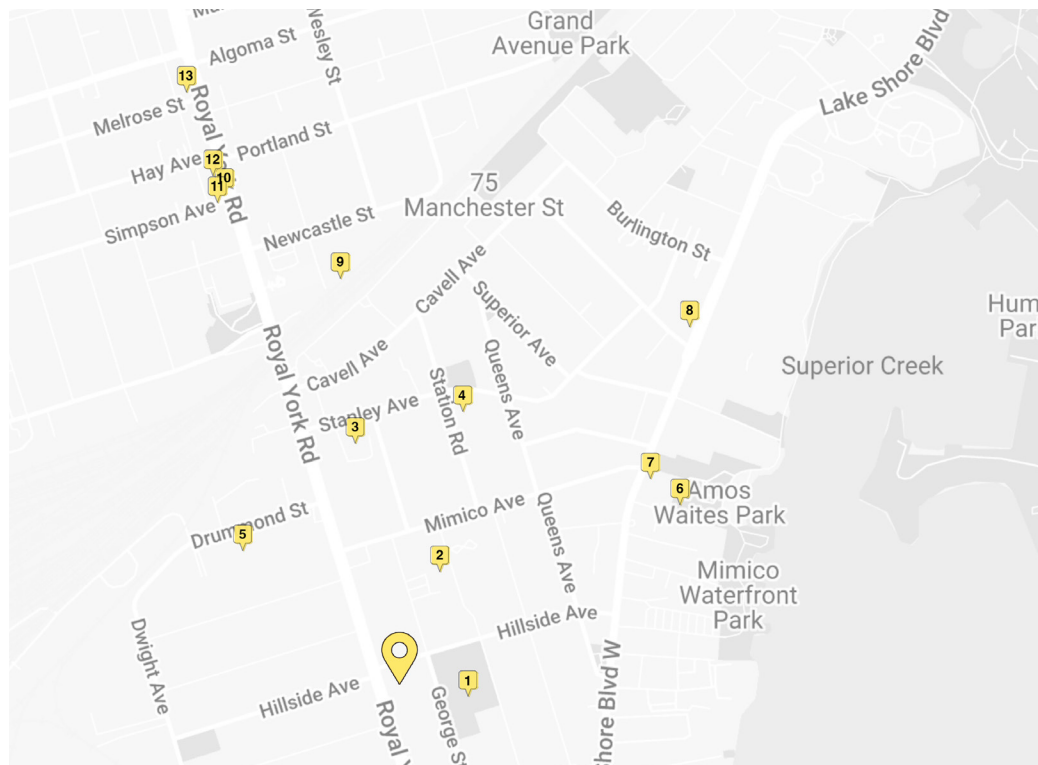 Grand
Avenue Park
Wesley St
Algoma St
Lake Shore Blvd
13
Melrose St
Royal York Rd
Portland St
Hay Ave
12
10
11
75
Manchester St
Simpson Ave
Newcastle St
Burlington St
9
Cavell Ave
Superior Ave
8
Hum
Par
Royal York Rd
Cavell Ave
Queens Ave
Superior Creek
Station Rd
4
Stanley Ave
3
7
6
Amos
Waites Park
Mimico Ave
Queens Ave
Drummond St
5
2
Mimico
Waterfront
Park
Hillside Ave
Dwight Ave
1
Hillside Ave
George St
Royal Y
shore Blvd W